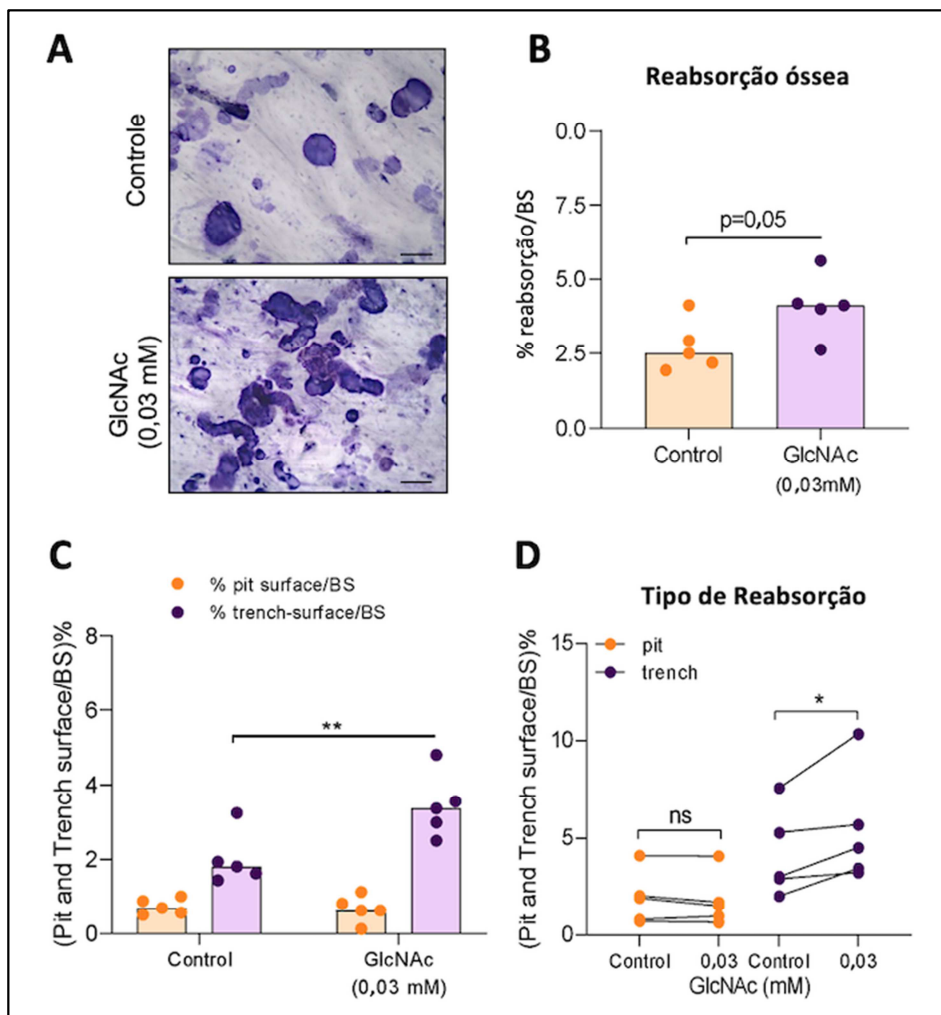 A
Controle
GlcNAc
(0,03 mM)
B
Reabsorção óssea
% reabsorção/BS
0.0
7.5
5.0
2.5
0.0
p=0,05
Control
GlcNAc
(0,03mM)
C
% pit surface/BS
% trench-surface/BS
(Pit and Trench surface/BS)%
8
6
4
2
0
**
Control
GlcNAc
(0,03 mM)
D
Tipo de Reabsorção
(Pit and Trench surface/BS)%
15
10
5
0
pit
trench
ns
*
Control
0,03
Control
0,03
GlcNAc (mM)